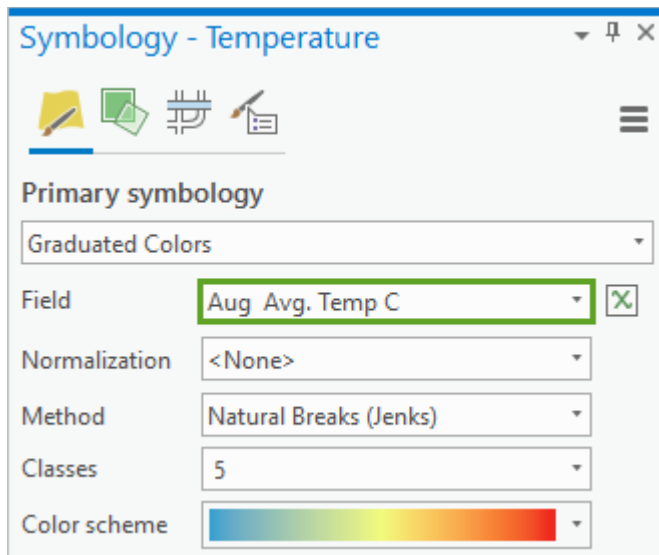 Symbology - Temperature
Primary symbology
Graduated Colors
Field Aug Avg. Temp C
Normalization <None>
Method Natural Breaks (Jenks)
Classes 5
Color scheme